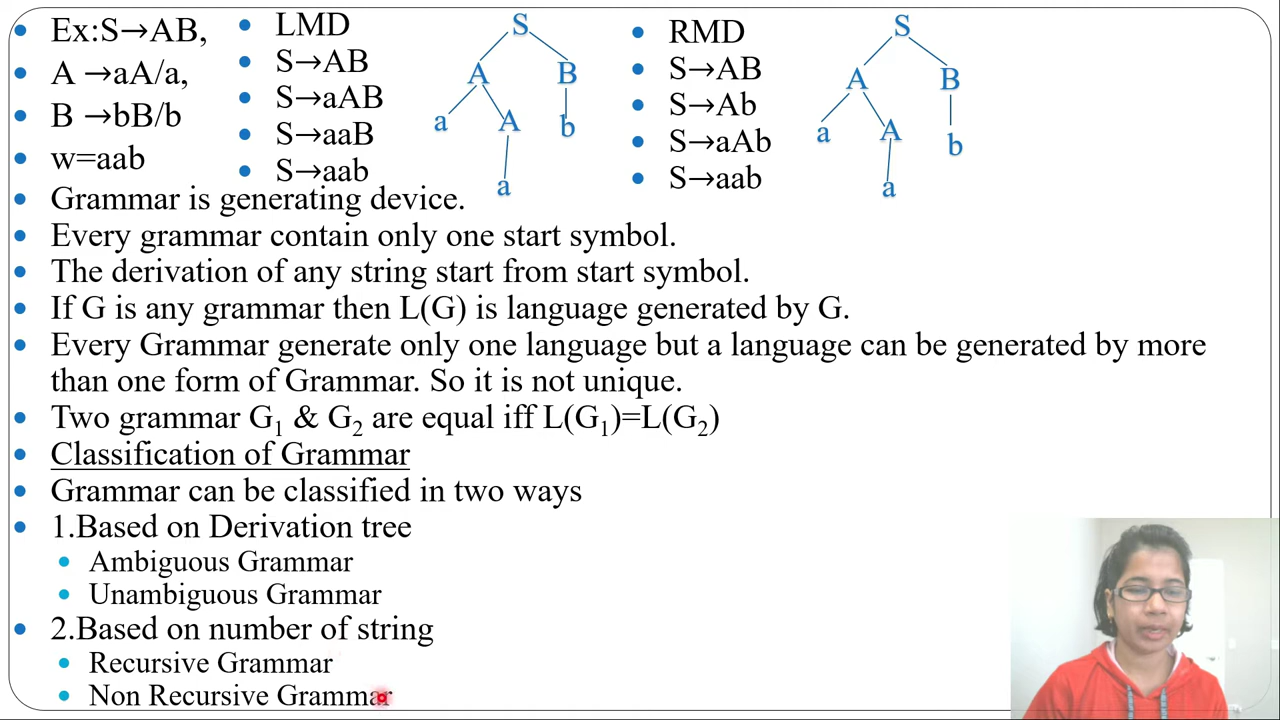 Ex:S→AB,
A →aA/a,
B →bB/b
w=aab
LMD
S→AB
S→aAB
S→aaB
S→aab
S
A B
a A b
a
RMD
S→AB
S→Ab
S→aAb
S→aab
S
A B
a A b
a
Grammar is generating device.
Every grammar contain only one start symbol.
The derivation of any string start from start symbol.
If G is any grammar then L(G) is language generated by G.
Every Grammar generate only one language but a language can be generated by more
than one form of Grammar. So it is not unique.
Two grammar G₁ & G₂ are equal iff L(G₁)=L(G₂)
Classification of Grammar
Grammar can be classified in two ways
1.Based on Derivation tree
Ambiguous Grammar
Unambiguous Grammar
2.Based on number of string
Recursive Grammar
Non Recursive Grammar